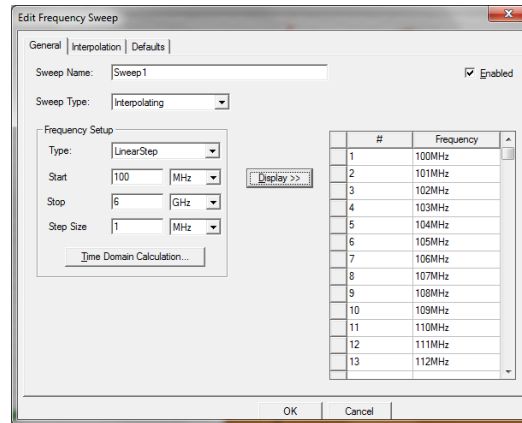 Edit Frequency Sweep
General Interpolation Defaults
Sweep Name: Sweep1 Enabled
Sweep Type: Interpolating
Frequency Setup
Type: LinearStep
Start 100 MHz Display >>
Stop 6 GHz
Step Size 1 MHz
Time Domain Calculation...
# Frequency
1 100MHz
2 101MHz
3 102MHz
4 103MHz
5 104MHz
6 105MHz
7 106MHz
8 107MHz
9 108MHz
10 109MHz
11 110MHz
12 111MHz
13 112MHz
OK Cancel